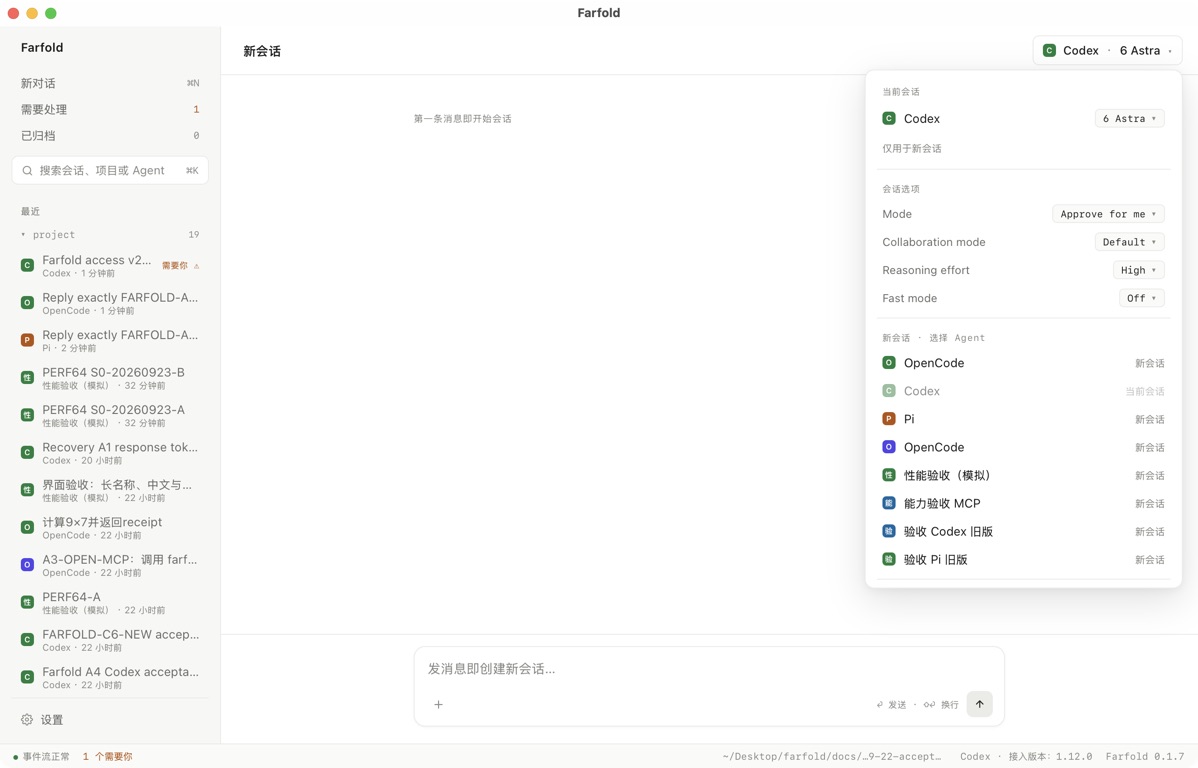 Farfold
Farfold
新对话 ⌘N
需要处理 1
已归档 0
搜索会话、项目或 Agent ⌘K
最近
▾ project 19
C Farfold access v2... 需要你 ⚠
Codex · 1 分钟前
O Reply exactly FARFOLD-A...
OpenCode · 1 分钟前
P Reply exactly FARFOLD-A...
Pi · 2 分钟前
性 PERF64 S0-20260923-B
性能验收（模拟） · 32 分钟前
性 PERF64 S0-20260923-A
性能验收（模拟） · 32 分钟前
C Recovery A1 response tok...
Codex · 20 小时前
性 界面验收：长名称、中文与...
性能验收（模拟） · 22 小时前
O 计算9×7并返回receipt
OpenCode · 22 小时前
O A3-OPEN-MCP：调用 farf...
OpenCode · 22 小时前
性 PERF64-A
性能验收（模拟） · 22 小时前
C FARFOLD-C6-NEW accep...
Codex · 22 小时前
C Farfold A4 Codex accepta...
Codex · 22 小时前
设置
新会话
C Codex · 6 Astra ▾
第一条消息即开始会话
当前会话
C Codex 6 Astra ▾
仅用于新会话
会话选项
Mode Approve for me ▾
Collaboration mode Default ▾
Reasoning effort High ▾
Fast mode Off ▾
新会话 · 选择 Agent
O OpenCode 新会话
C Codex 当前会话
P Pi 新会话
O OpenCode 新会话
性 性能验收（模拟） 新会话
能 能力验收 MCP 新会话
验 验收 Codex 旧版 新会话
验 验收 Pi 旧版 新会话
发消息即创建新会话...
+ ↵ 发送 · ⇧↵ 换行 ↑
● 事件流正常 1 个需要你
~/Desktop/farfold/docs/…9-22-accept… Codex · 接入版本: 1.12.0 Farfold 0.1.7